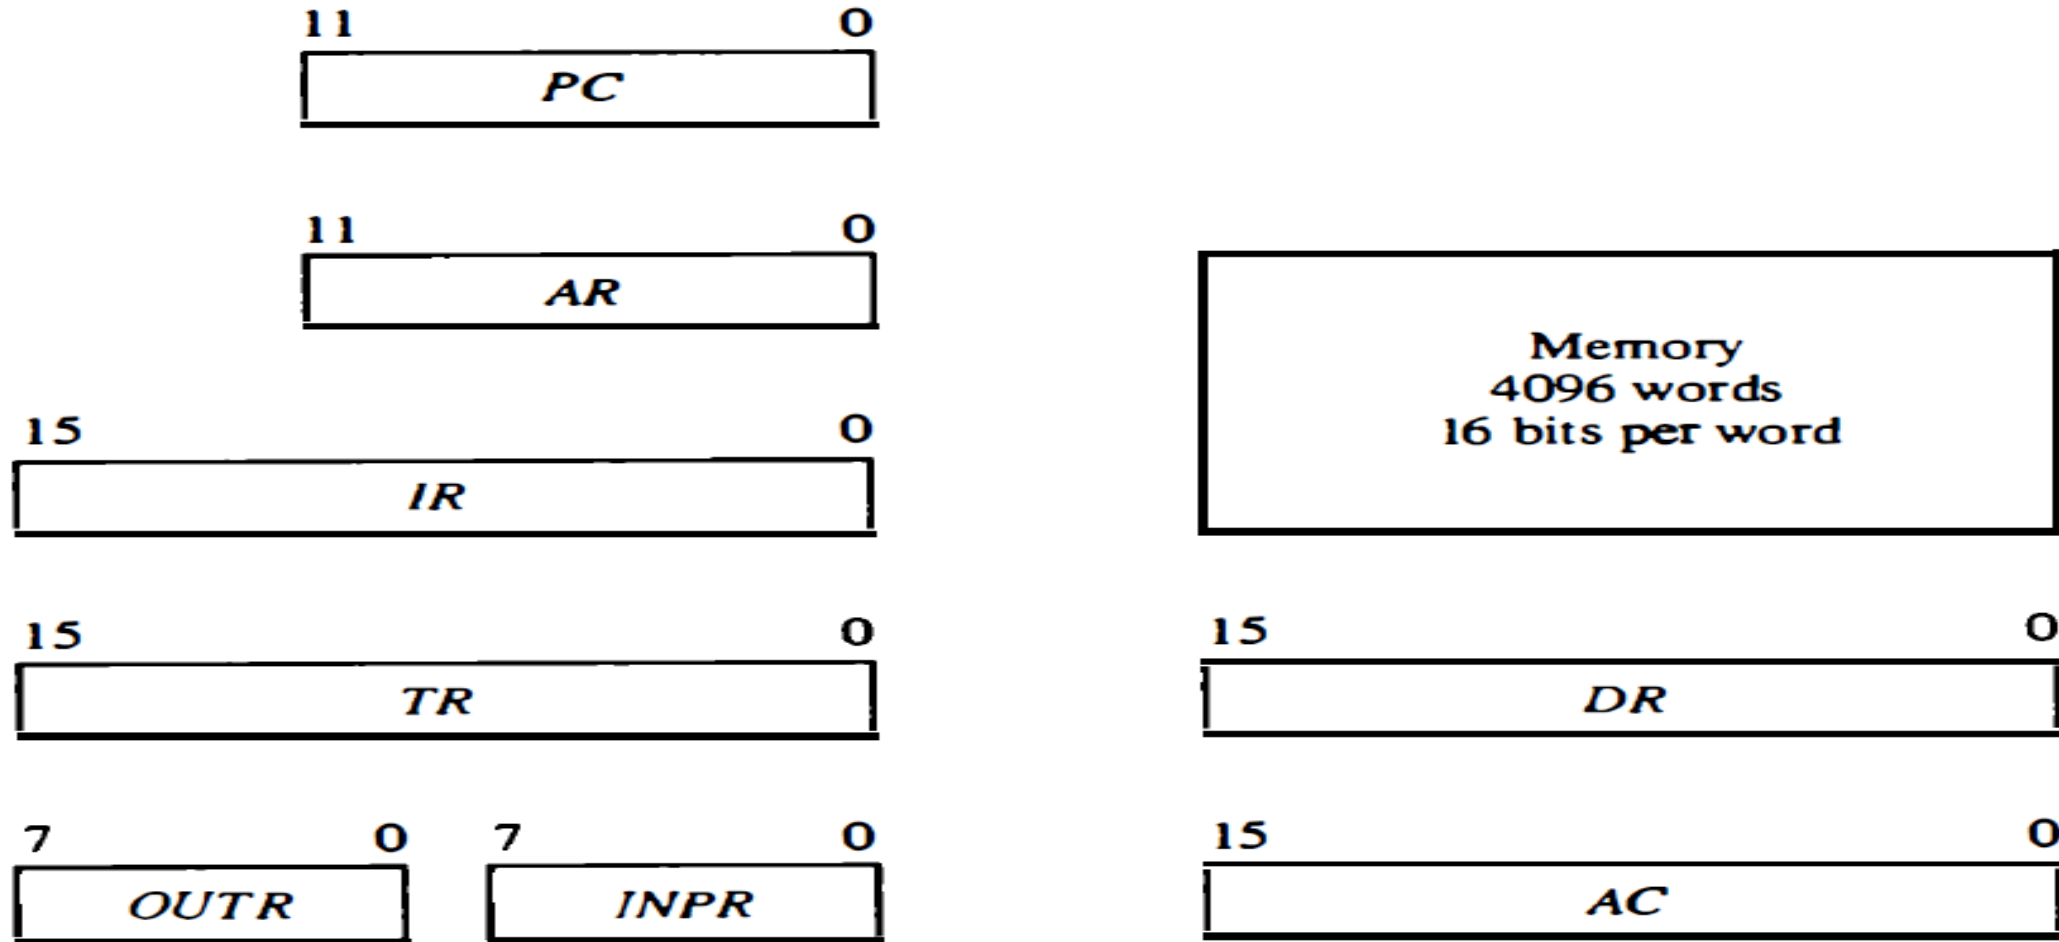 11 0
PC
11 0
AR
Memory
4096 words
16 bits per word
15 0
IR
15 0
TR
15 0
DR
7 0
OUTR
7 0
INPR
15 0
AC